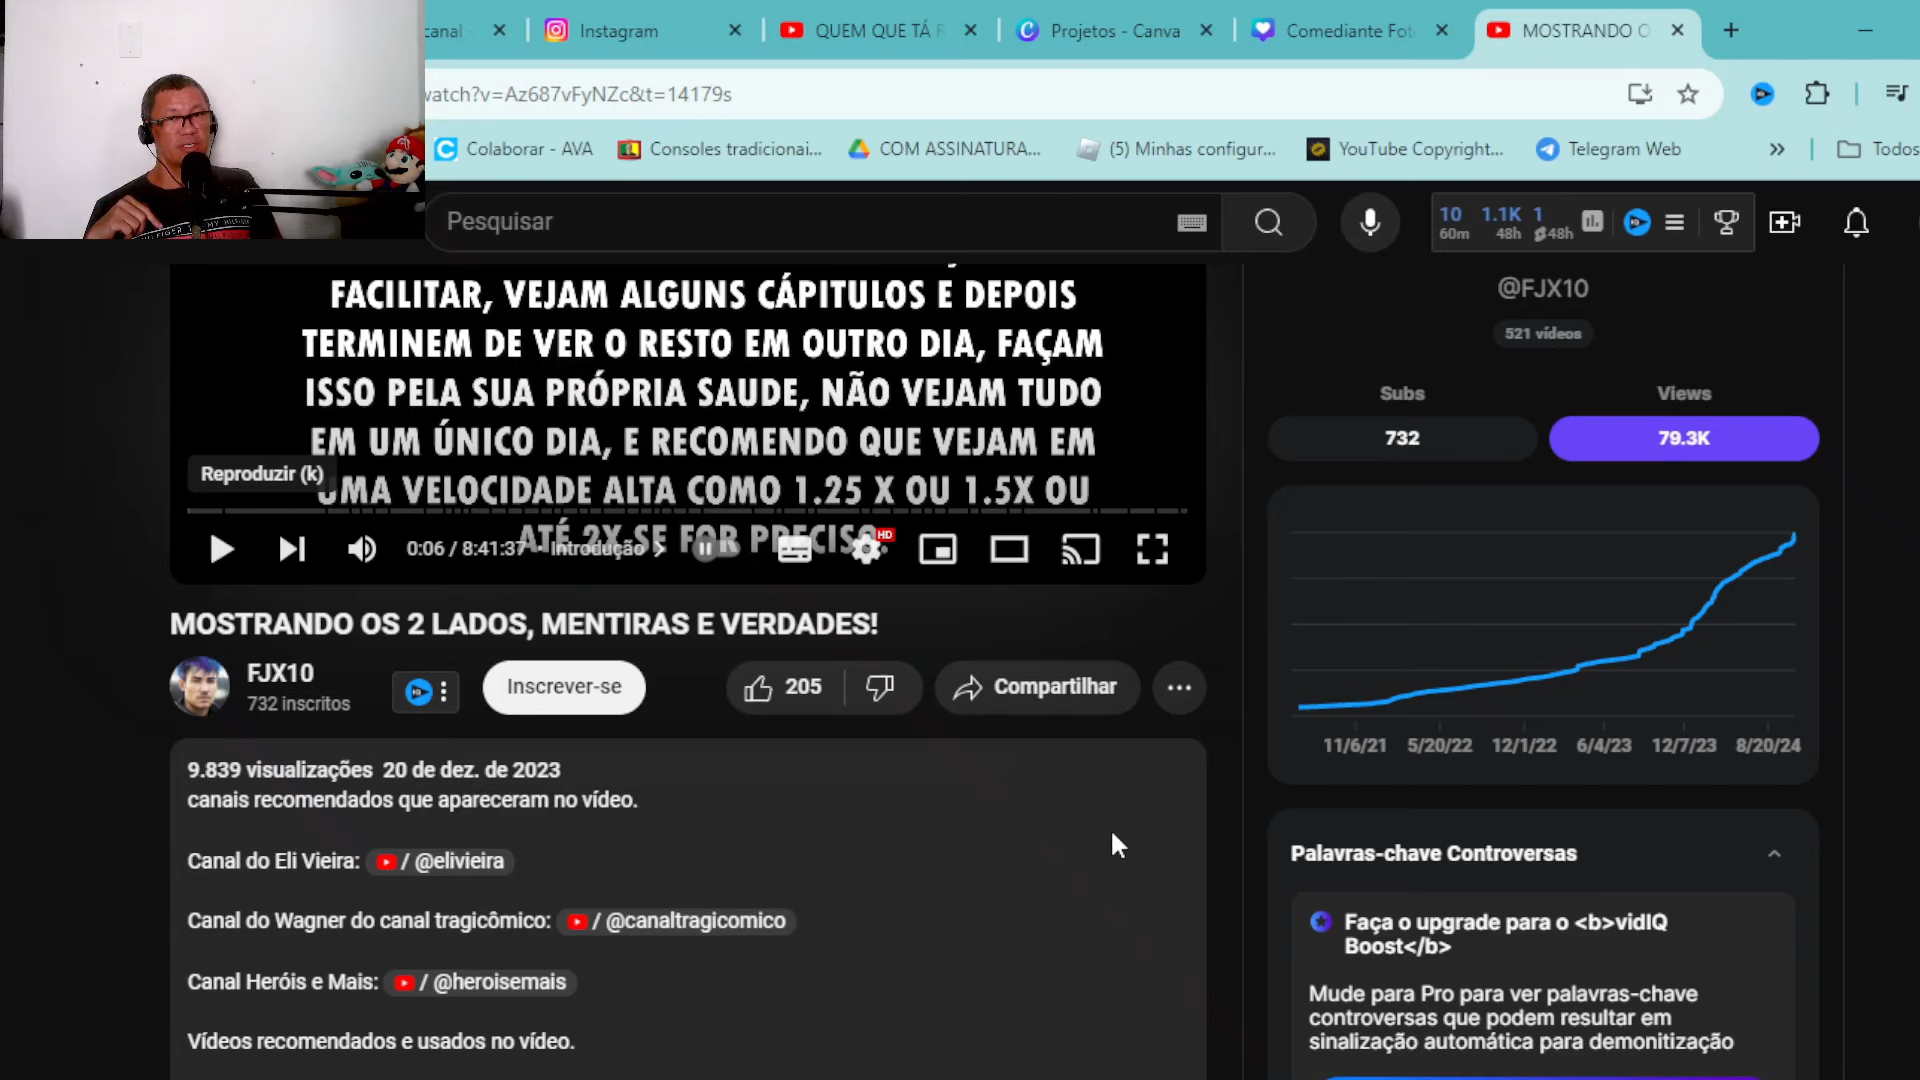 canal
Instagram
QUEM QUE TÁ R
Projetos - Canva
Comediante Fot
MOSTRANDO O
watch?v=Az687vFyNZc&t=14179s
Colaborar - AVA
Consoles tradicionai...
COM ASSINATURA...
(5) Minhas configur...
YouTube Copyright...
Telegram Web
Todos
Pesquisar
10 1.1K 1
60m 48h 48h
FACILITAR, VEJAM ALGUNS CÁPITULOS E DEPOIS
TERMINEM DE VER O RESTO EM OUTRO DIA, FAÇAM
ISSO PELA SUA PRÓPRIA SAUDE, NÃO VEJAM TUDO
EM UM ÚNICO DIA, E RECOMENDO QUE VEJAM EM
UMA VELOCIDADE ALTA COMO 1.25 X OU 1.5X OU
ATÉ 2X SE FOR PRECISO.
Reproduzir (k)
0:06 / 8:41:37 • Introdução
HD
MOSTRANDO OS 2 LADOS, MENTIRAS E VERDADES!
FJX10
732 inscritos
Inscrever-se
205
Compartilhar
9.839 visualizações 20 de dez. de 2023
canais recomendados que apareceram no vídeo.
Canal do Eli Vieira: / @elivieira
Canal do Wagner do canal tragicômico: / @canaltragicomico
Canal Heróis e Mais: / @heroisemais
Vídeos recomendados e usados no vídeo.
@FJX10
521 vídeos
Subs
Views
732
79.3K
11/6/21 5/20/22 12/1/22 6/4/23 12/7/23 8/20/24
Palavras-chave Controversas
Faça o upgrade para o <b>vidIQ
Boost</b>
Mude para Pro para ver palavras-chave
controversas que podem resultar em
sinalização automática para demonitização